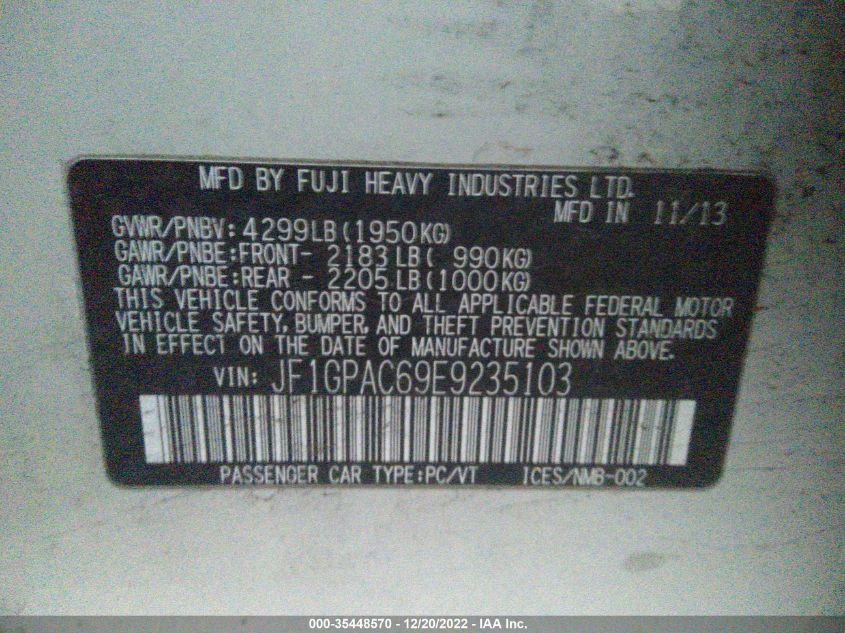 MFD BY FUJI HEAVY INDUSTRIES LTD.
MFD IN 11/13
GVWR/PNBV: 4299LB(1950KG)
GAWR/PNBE:FRONT- 2183LB( 990KG)
GAWR/PNBE:REAR - 2205LB(1000KG)
THIS VEHICLE CONFORMS TO ALL APPLICABLE FEDERAL MOTOR
VEHICLE SAFETY, BUMPER, AND THEFT PREVENTION STANDARDS
IN EFFECT ON THE DATE OF MANUFACTURE SHOWN ABOVE.
VIN: JF1GPAC69E9235103
PASSENGER CAR TYPE:PC/VT ICES/NMB-002
000-35448570 - 12/20/2022 - IAA Inc.